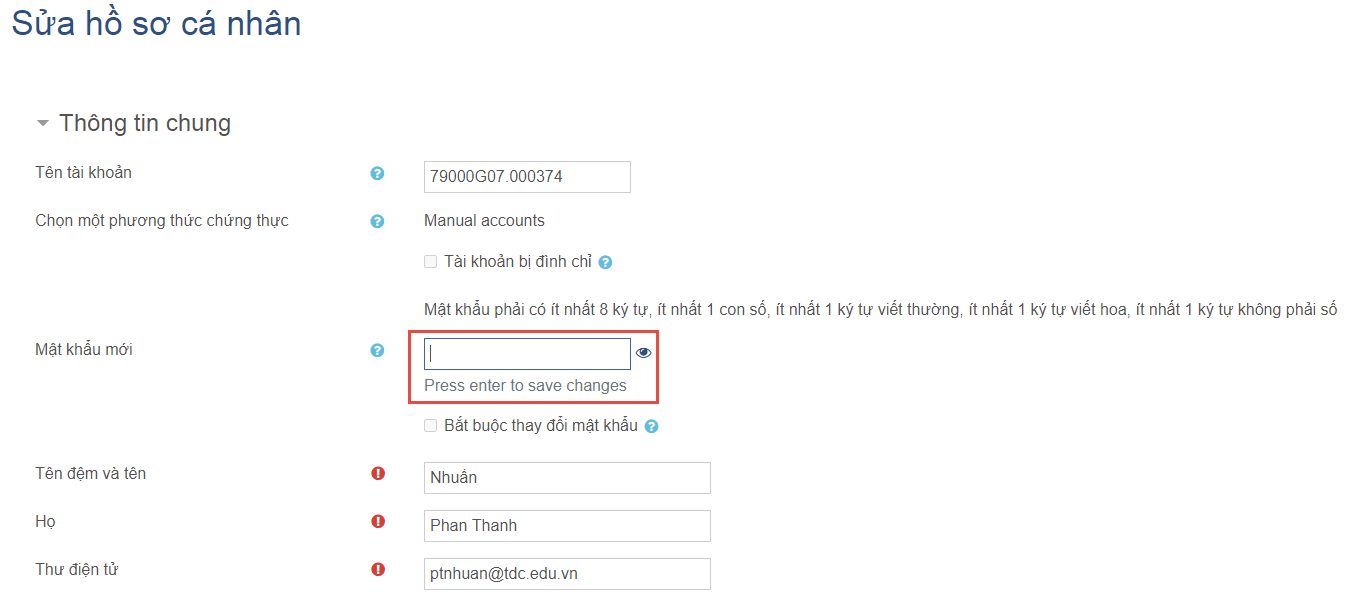 Sửa hồ sơ cá nhân
Thông tin chung
Tên tài khoản
79000G07.000374
Chọn một phương thức chứng thực
Manual accounts
Tài khoản bị đình chỉ
Mật khẩu phải có ít nhất 8 ký tự, ít nhất 1 con số, ít nhất 1 ký tự viết thường, ít nhất 1 ký tự viết hoa, ít nhất 1 ký tự không phải số
Mật khẩu mới
Press enter to save changes
Bắt buộc thay đổi mật khẩu
Tên đệm và tên
Nhuần
Họ
Phan Thanh
Thư điện tử
ptnhuan@tdc.edu.vn